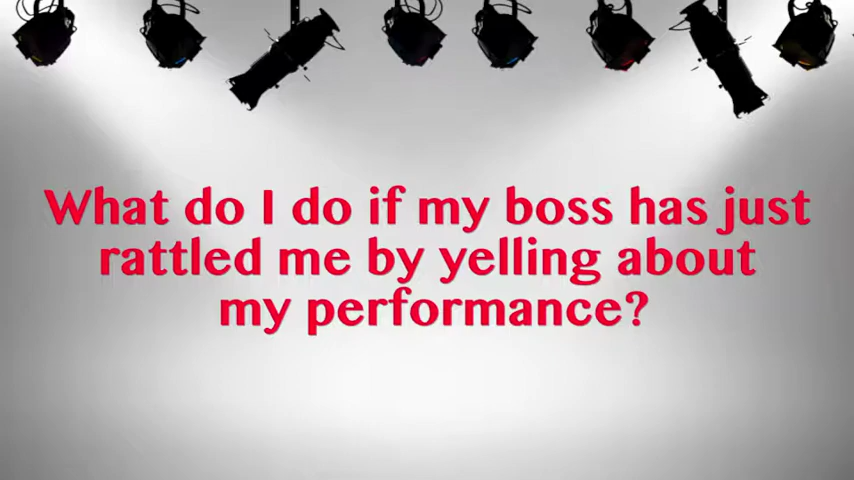 What do I do if my boss has just
rattled me by yelling about
my performance?